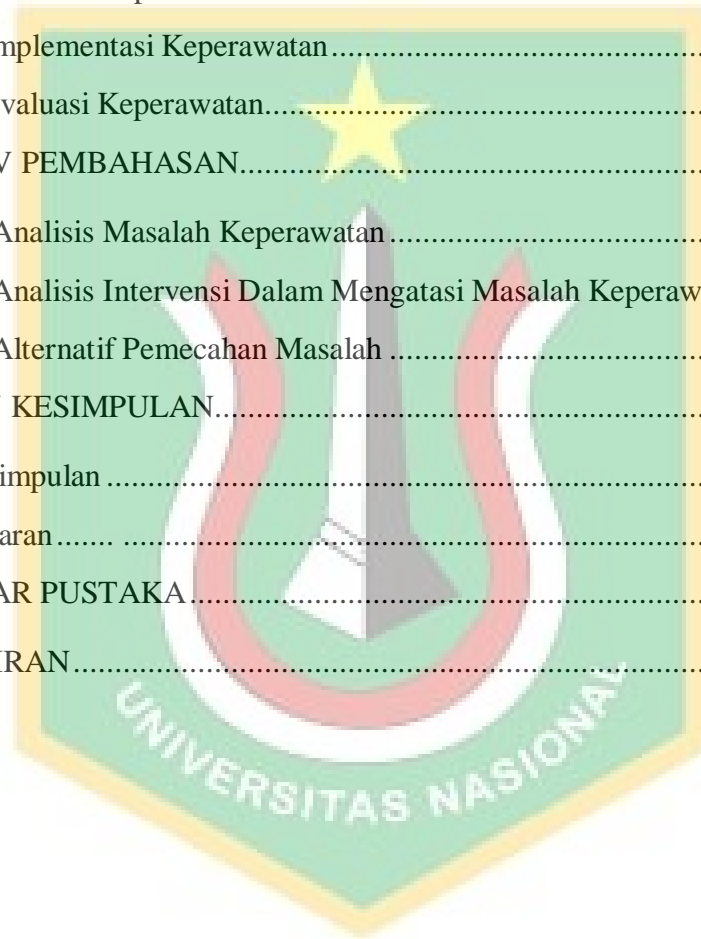 mplementasi Keperawatan........................................
valuasi Keperawatan........................................
V PEMBAHASAN........................................
Analisis Masalah Keperawatan........................................
Analisis Intervensi Dalam Mengatasi Masalah Keperaw
Alternatif Pemecahan Masalah........................................
KESIMPULAN........................................
impulan........................................
aran...... ........................................
AR PUSTAKA........................................
IRAN........................................
UNIVERSITAS NASIONAL